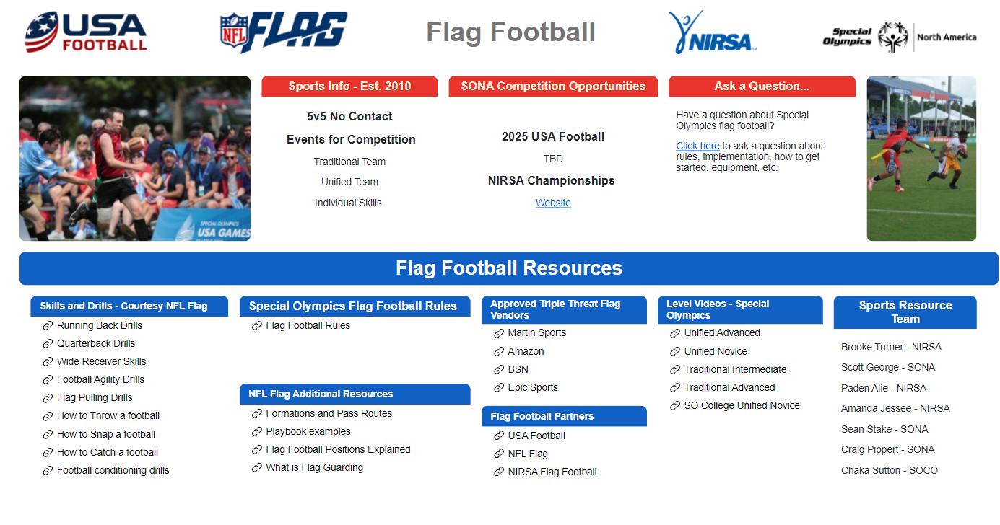 USA
FOOTBALL
NFL
FLAG
Flag Football
NIRSA
Special
Olympics
North America
Sports Info - Est. 2010
5v5 No Contact
Events for Competition
Traditional Team
Unified Team
Individual Skills
SONA Competition Opportunities
2025 USA Football
TBD
NIRSA Championships
Website
Ask a Question...
Have a question about Special
Olympics flag football?
Click here to ask a question about
rules, implementation, how to get
started, equipment, etc.
SPECIAL OLYMPICS
USA GAMES
Flag Football Resources
Skills and Drills - Courtesy NFL Flag
Running Back Drills
Quarterback Drills
Wide Receiver Skills
Football Agility Drills
Flag Pulling Drills
How to Throw a football
How to Snap a football
How to Catch a football
Football conditioning drills
Special Olympics Flag Football Rules
Flag Football Rules
NFL Flag Additional Resources
Formations and Pass Routes
Playbook examples
Flag Football Positions Explained
What is Flag Guarding
Approved Triple Threat Flag
Vendors
Martin Sports
Amazon
BSN
Epic Sports
Flag Football Partners
USA Football
NFL Flag
NIRSA Flag Football
Level Videos - Special
Olympics
Unified Advanced
Unified Novice
Traditional Intermediate
Traditional Advanced
SO College Unified Novice
Sports Resource
Team
Brooke Turner - NIRSA
Scott George - SONA
Paden Alie - NIRSA
Amanda Jessee - NIRSA
Sean Stake - SONA
Craig Pippert - SONA
Chaka Sutton - SOCO